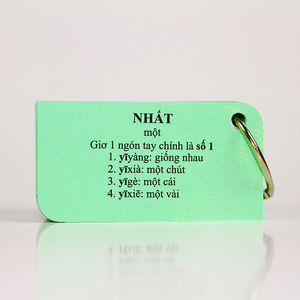 NHẤT
một
Giơ 1 ngón tay chính là số 1
1. yīyàng: giống nhau
2. yīxià: một chút
3. yīgè: một cái
4. yīxiē: một vài